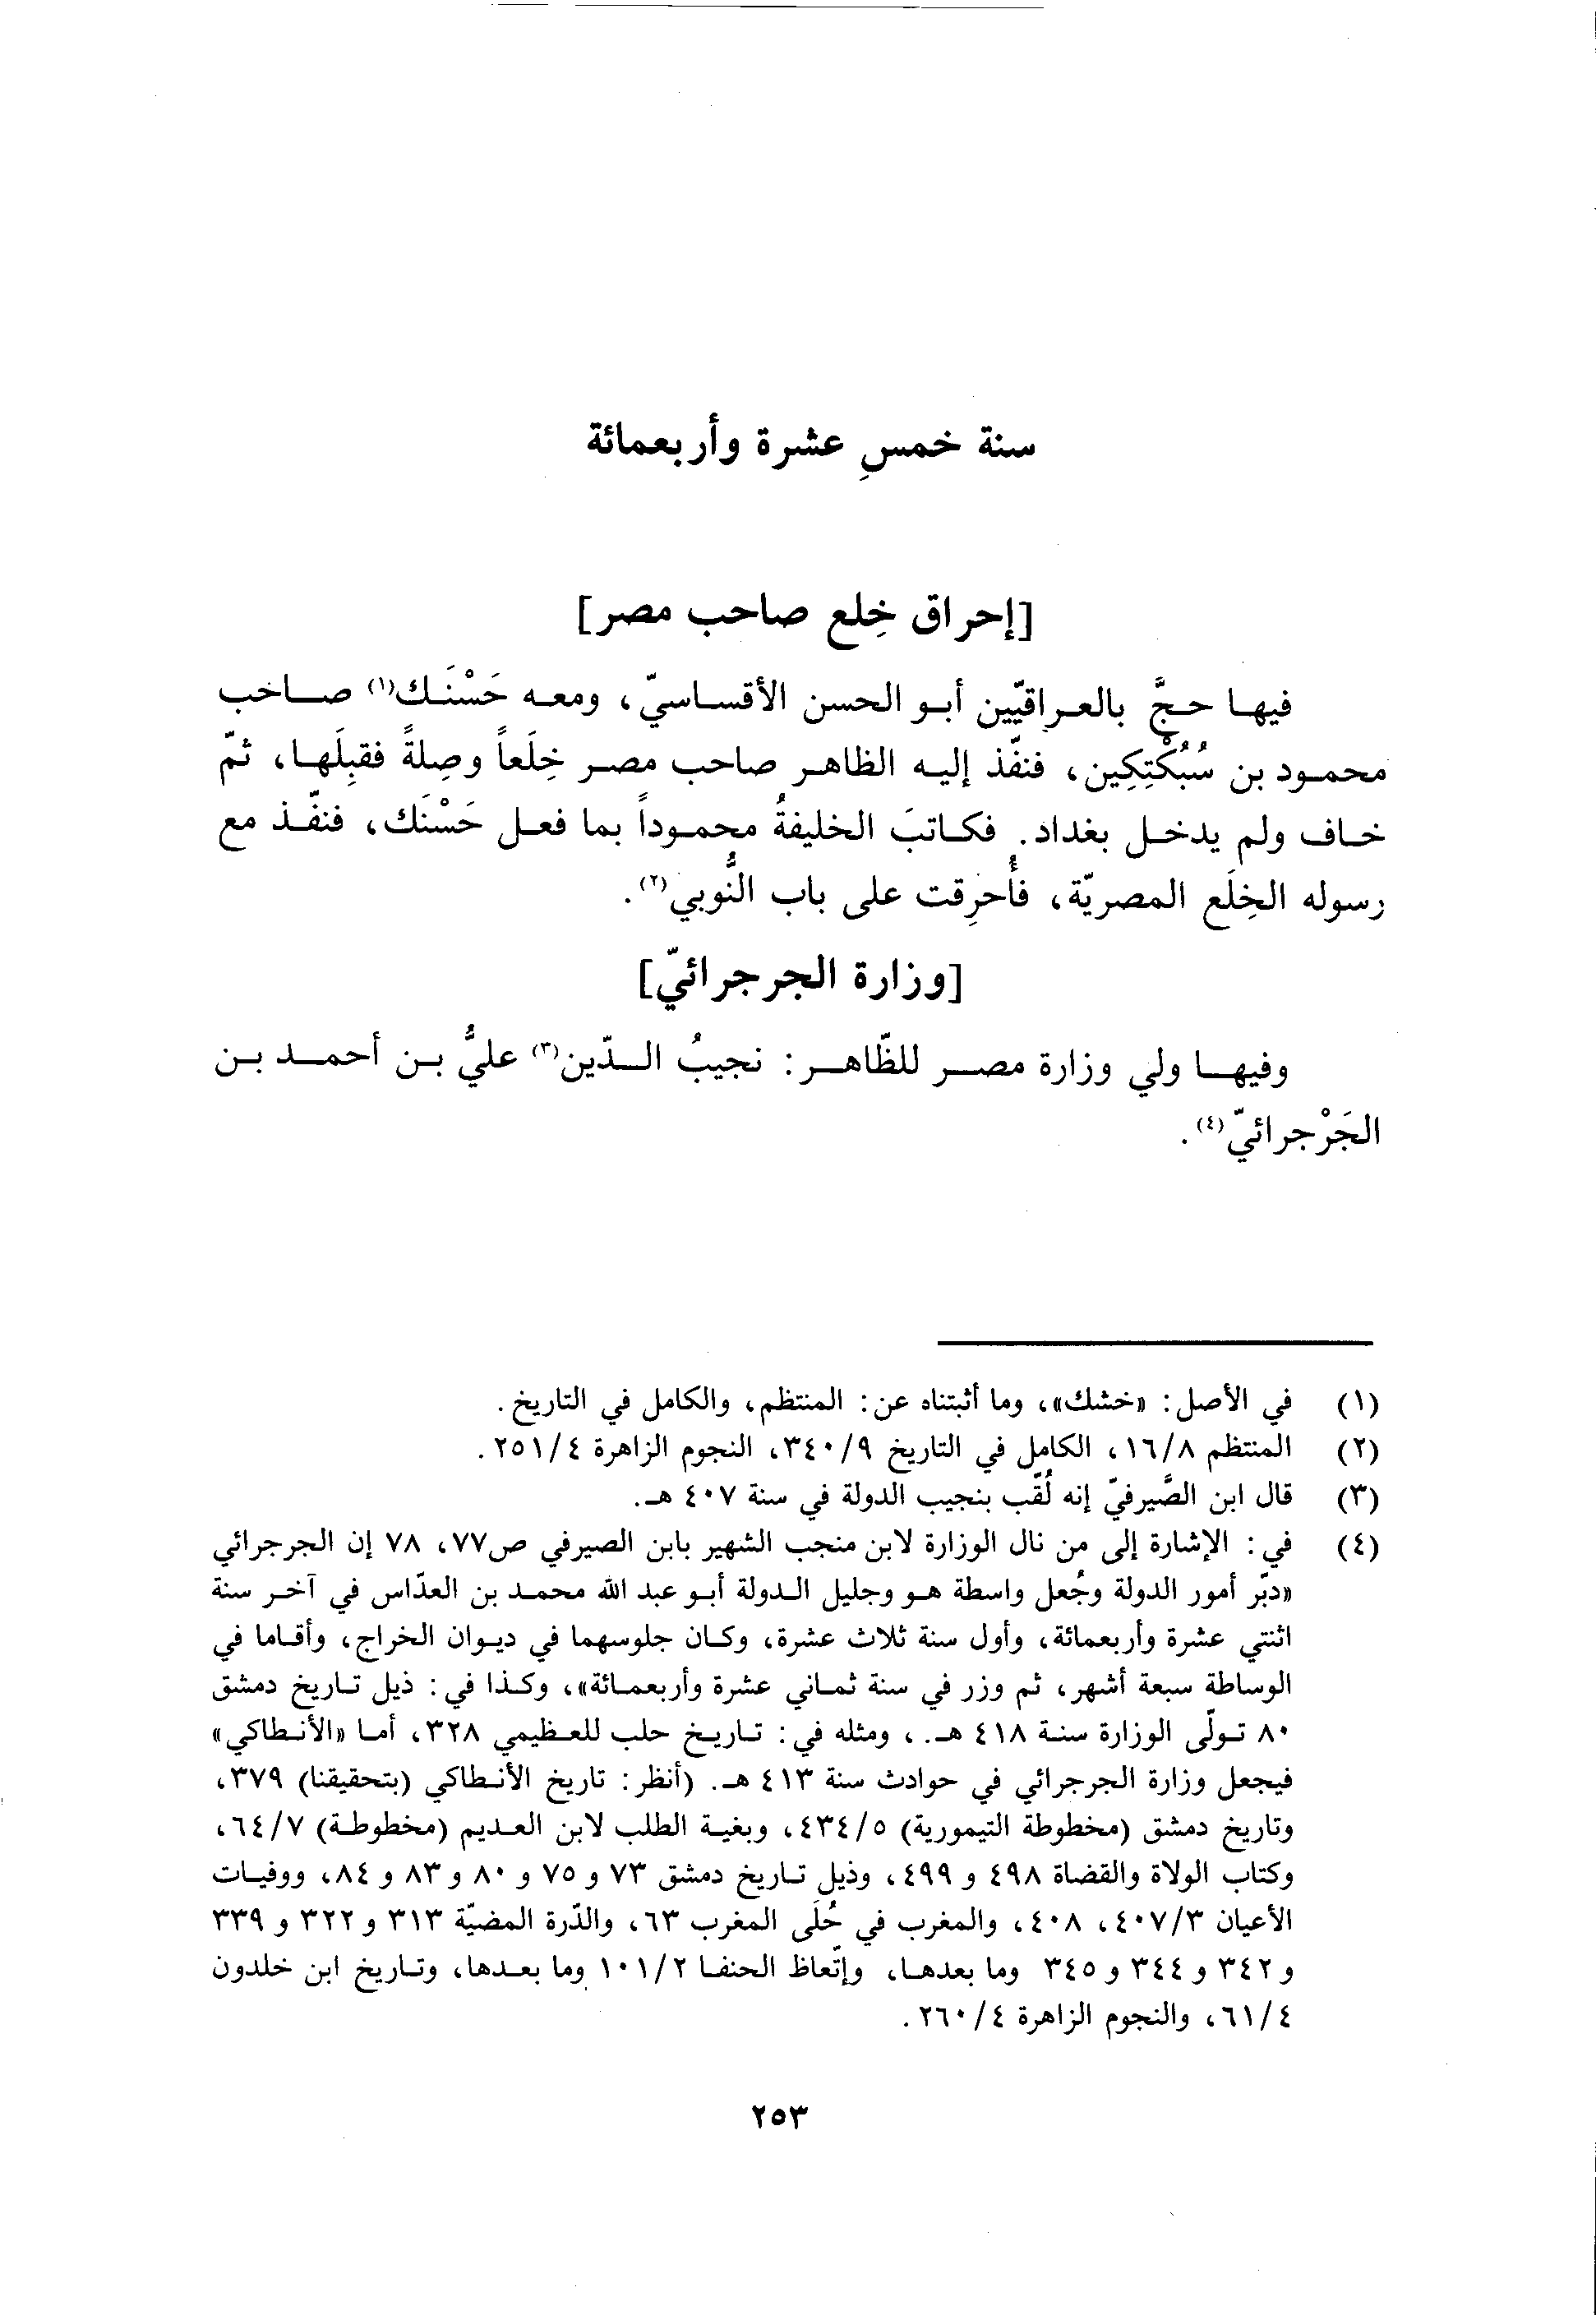 سنة خمسِ عشرة وأربعمائة
[إحراق خِلع صاحب مصر]
فيها حجَّ بالعراقيّين أبو الحسن الأقساسيّ، ومعه حَسْنَك(١) صاحب
محمود بن سُبُكْتِكِين، فنفّذ إليه الظاهر صاحب مصر خِلَعاً وصِلةً فقبِلَها، ثمّ
خاف ولم يدخل بغداد. فكاتبَ الخليفةُ محموداً بما فعل حَسْنَك، فنفّذ مع
رسوله الخِلَع المصريّة، فأُحرِقت على باب النُّوبي(٢).
[وزارة الجرجرائيّ]
وفيها ولي وزارة مصر للظّاهر: نجيبُ الدّين(٣) عليُّ بن أحمد بن
الجَرْجرائيّ(٤).
(١) في الأصل: «خشك»، وما أثبتناه عن: المنتظم، والكامل في التاريخ.
(٢) المنتظم ١٦/٨، الكامل في التاريخ ٣٤٠/٩، النجوم الزاهرة ٢٥١/٤.
(٣) قال ابن الصَّيرفيّ إنه لُقّب بنجيب الدولة في سنة ٤٠٧ هـ.
(٤) في: الإشارة إلى من نال الوزارة لابن منجب الشهير بابن الصيرفي ص٧٧، ٧٨ إن الجرجرائي
«دبّر أمور الدولة وجُعل واسطة هو وجليل الدولة أبو عبد الله محمد بن العدّاس في آخر سنة
اثنتي عشرة وأربعمائة، وأول سنة ثلاث عشرة، وكان جلوسهما في ديوان الخراج، وأقاما في
الوساطة سبعة أشهر، ثم وزر في سنة ثماني عشرة وأربعمائة»، وكذا في: ذيل تاريخ دمشق
٨٠ تولّى الوزارة سنة ٤١٨ هـ.، ومثله في: تاريخ حلب للعظيمي ٣٢٨، أما «الأنطاكي»
فيجعل وزارة الجرجرائي في حوادث سنة ٤١٣ هـ. (أنظر: تاريخ الأنطاكي (بتحقيقنا) ٣٧٩،
وتاريخ دمشق (مخطوطة التيمورية) ٤٣٤/٥، وبغية الطلب لابن العديم (مخطوطة) ٦٤/٧،
وكتاب الولاة والقضاة ٤٩٨ و ٤٩٩، وذيل تاريخ دمشق ٧٣ و ٧٥ و ٨٠ و ٨٣ و ٨٤، ووفيات
الأعيان ٤٠٧/٣، ٤٠٨، والمغرب في حُلَى المغرب ٦٣، والدّرة المضيّة ٣١٣ و ٣٢٢ و ٣٣٩
و ٣٤٢ و ٣٤٤ و ٣٤٥ وما بعدها، وإتّعاظ الحنفا ١٠١/٢ وما بعدها، وتاريخ ابن خلدون
٦١/٤، والنجوم الزاهرة ٢٦٠/٤.
٢٥٣